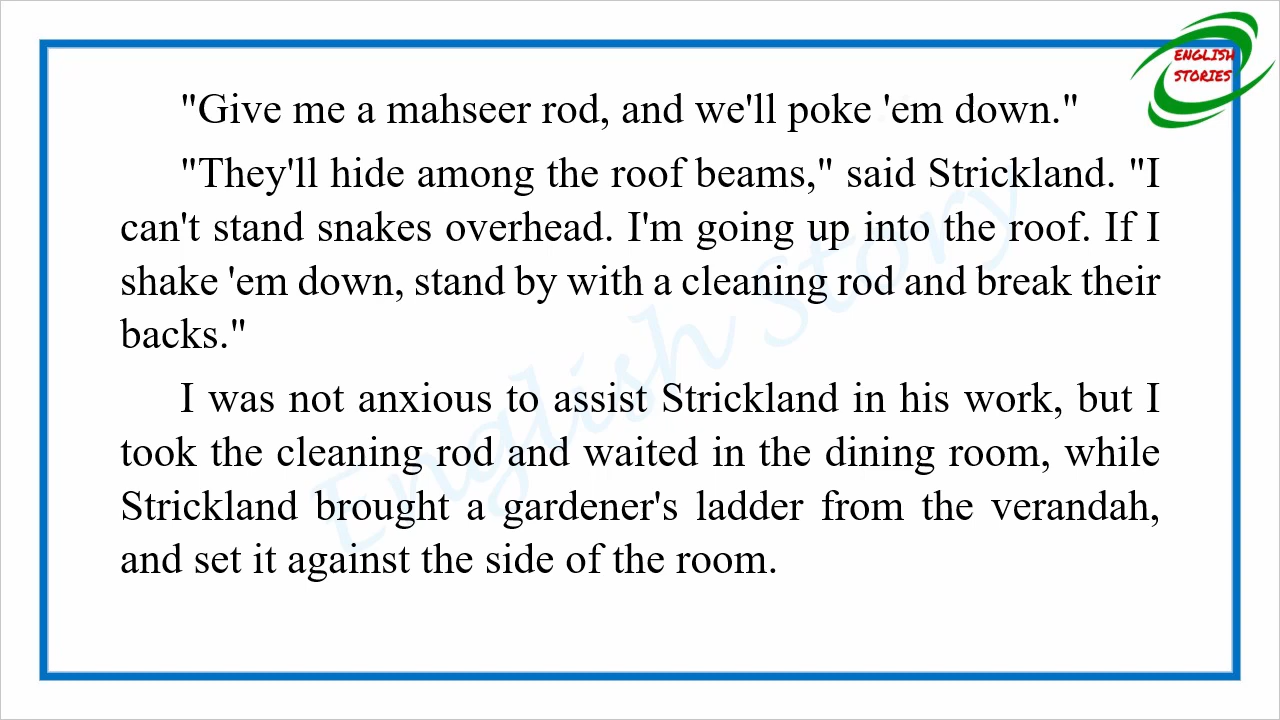 ENGLISH
STORIES
"Give me a mahseer rod, and we'll poke 'em down."
"They'll hide among the roof beams," said Strickland. "I
can't stand snakes overhead. I'm going up into the roof. If I
shake 'em down, stand by with a cleaning rod and break their
backs."
I was not anxious to assist Strickland in his work, but I
took the cleaning rod and waited in the dining room, while
Strickland brought a gardener's ladder from the verandah,
and set it against the side of the room.
English Story